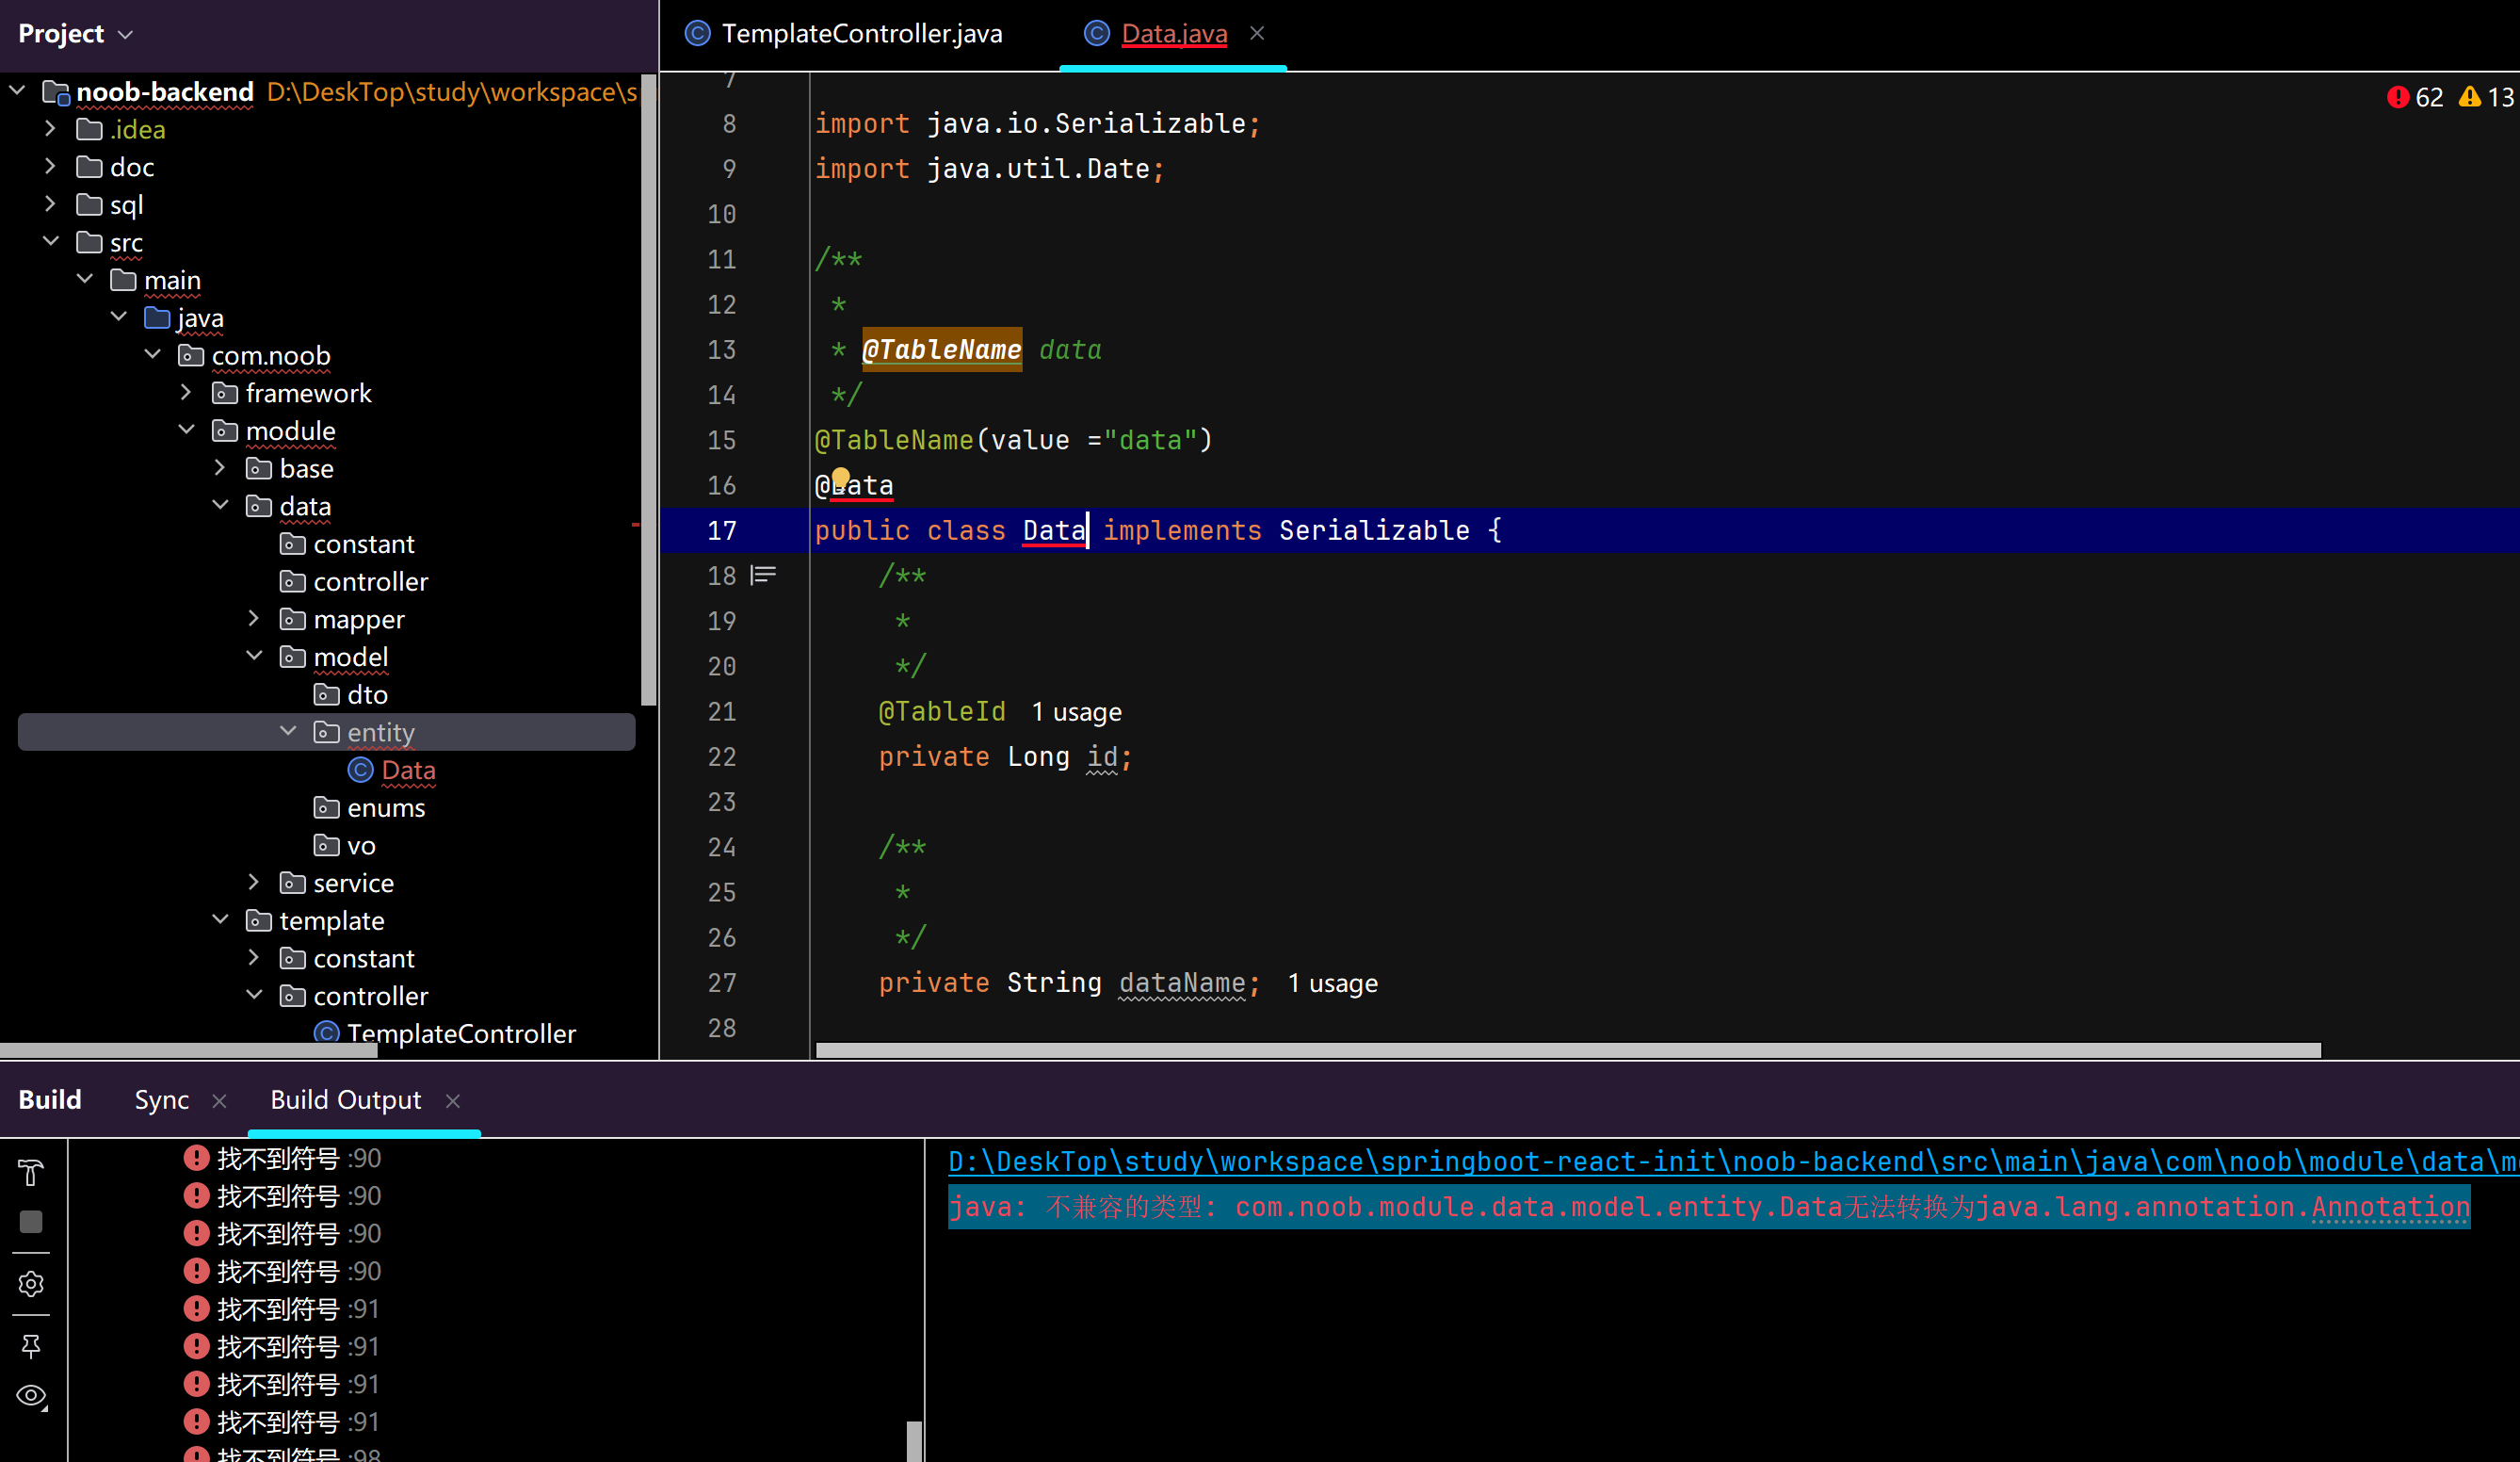 Project
noob-backend D:\DeskTop\study\workspace\s
.idea
doc
sql
src
main
java
com.noob
framework
module
base
data
constant
controller
mapper
model
dto
entity
Data
enums
vo
service
template
constant
controller
TemplateController
TemplateController.java Data.java
62 13
7
8 import java.io.Serializable;
9 import java.util.Date;
10
11 /**
12 *
13 * @TableName data
14 */
15 @TableName(value ="data")
16 @Data
17 public class Data implements Serializable {
18 /**
19 *
20 */
21 @TableId 1 usage
22 private Long id;
23
24 /**
25 *
26 */
27 private String dataName; 1 usage
28
Build Sync Build Output
找不到符号 :90
找不到符号 :90
找不到符号 :90
找不到符号 :90
找不到符号 :91
找不到符号 :91
找不到符号 :91
找不到符号 :91
找不到符号 :98
D:\DeskTop\study\workspace\springboot-react-init\noob-backend\src\main\java\com\noob\module\data\m
java: 不兼容的类型: com.noob.module.data.model.entity.Data无法转换为java.lang.annotation.Annotation